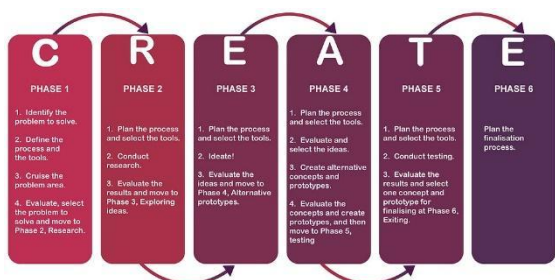 C
PHASE 1
1. Identify the
problem to solve.
2. Define the
process and
the tools.
3. Cruise the
problem area.
4. Evaluate, select
the problem to
solve and move to
Phase 2, Research.
R
PHASE 2
1. Plan the process
and select the tools.
2. Conduct
research.
3. Evaluate the
results and move to
Phase 3, Exploring
ideas.
E
PHASE 3
1. Plan the process
and select the tools.
2. Ideate!
3. Evaluate the
ideas and move to
Phase 4, Alternative
prototypes.
A
PHASE 4
1. Plan the process
and select the tools.
2. Evaluate and
select the ideas.
3. Create alternative
concepts and
prototypes.
4. Evaluate the
concepts and create
prototypes, and then
move to Phase 5,
testing
T
PHASE 5
1. Plan the process
and select the tools.
2. Conduct testing.
3. Evaluate the
results and select
one concept and
prototype for
finalising at Phase 6,
Exiting.
E
PHASE 6
Plan the
finalisation
process.